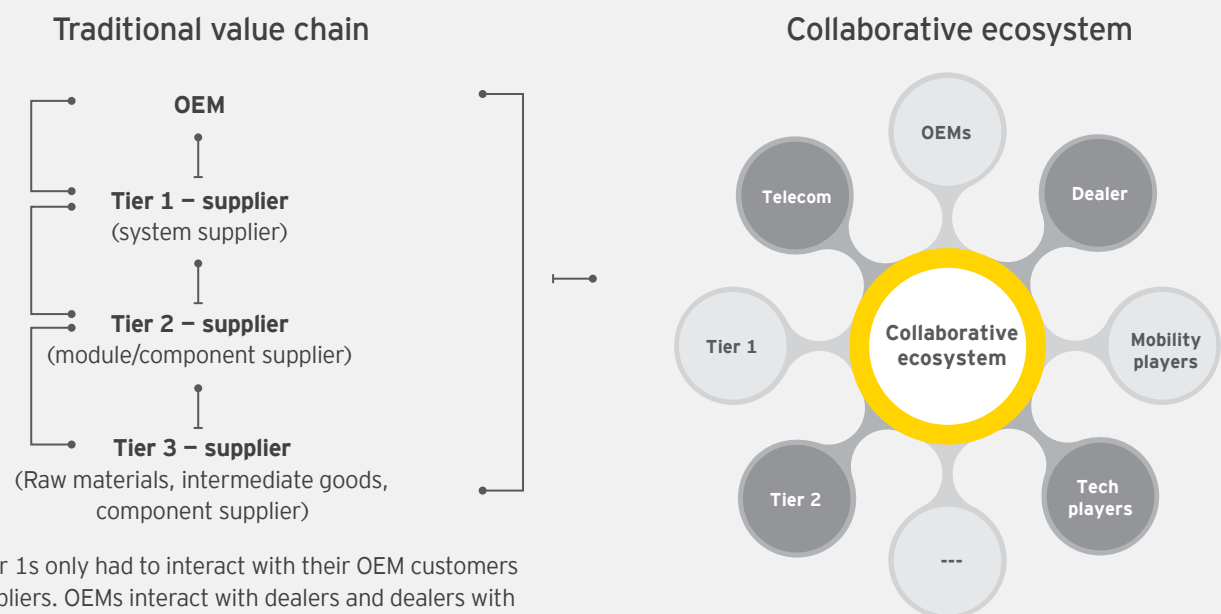 Traditional value chain
OEM
Tier 1 – supplier
(system supplier)
Tier 2 – supplier
(module/component supplier)
Tier 3 – supplier
(Raw materials, intermediate goods,
component supplier)
1s only had to interact with their OEM customers
OEMs interact with dealers and dealers with
Collaborative ecosystem
OEMs
Telecom
Dealer
Tier 1
Collaborative
ecosystem
Mobility
players
Tier 2
Tech
players
---